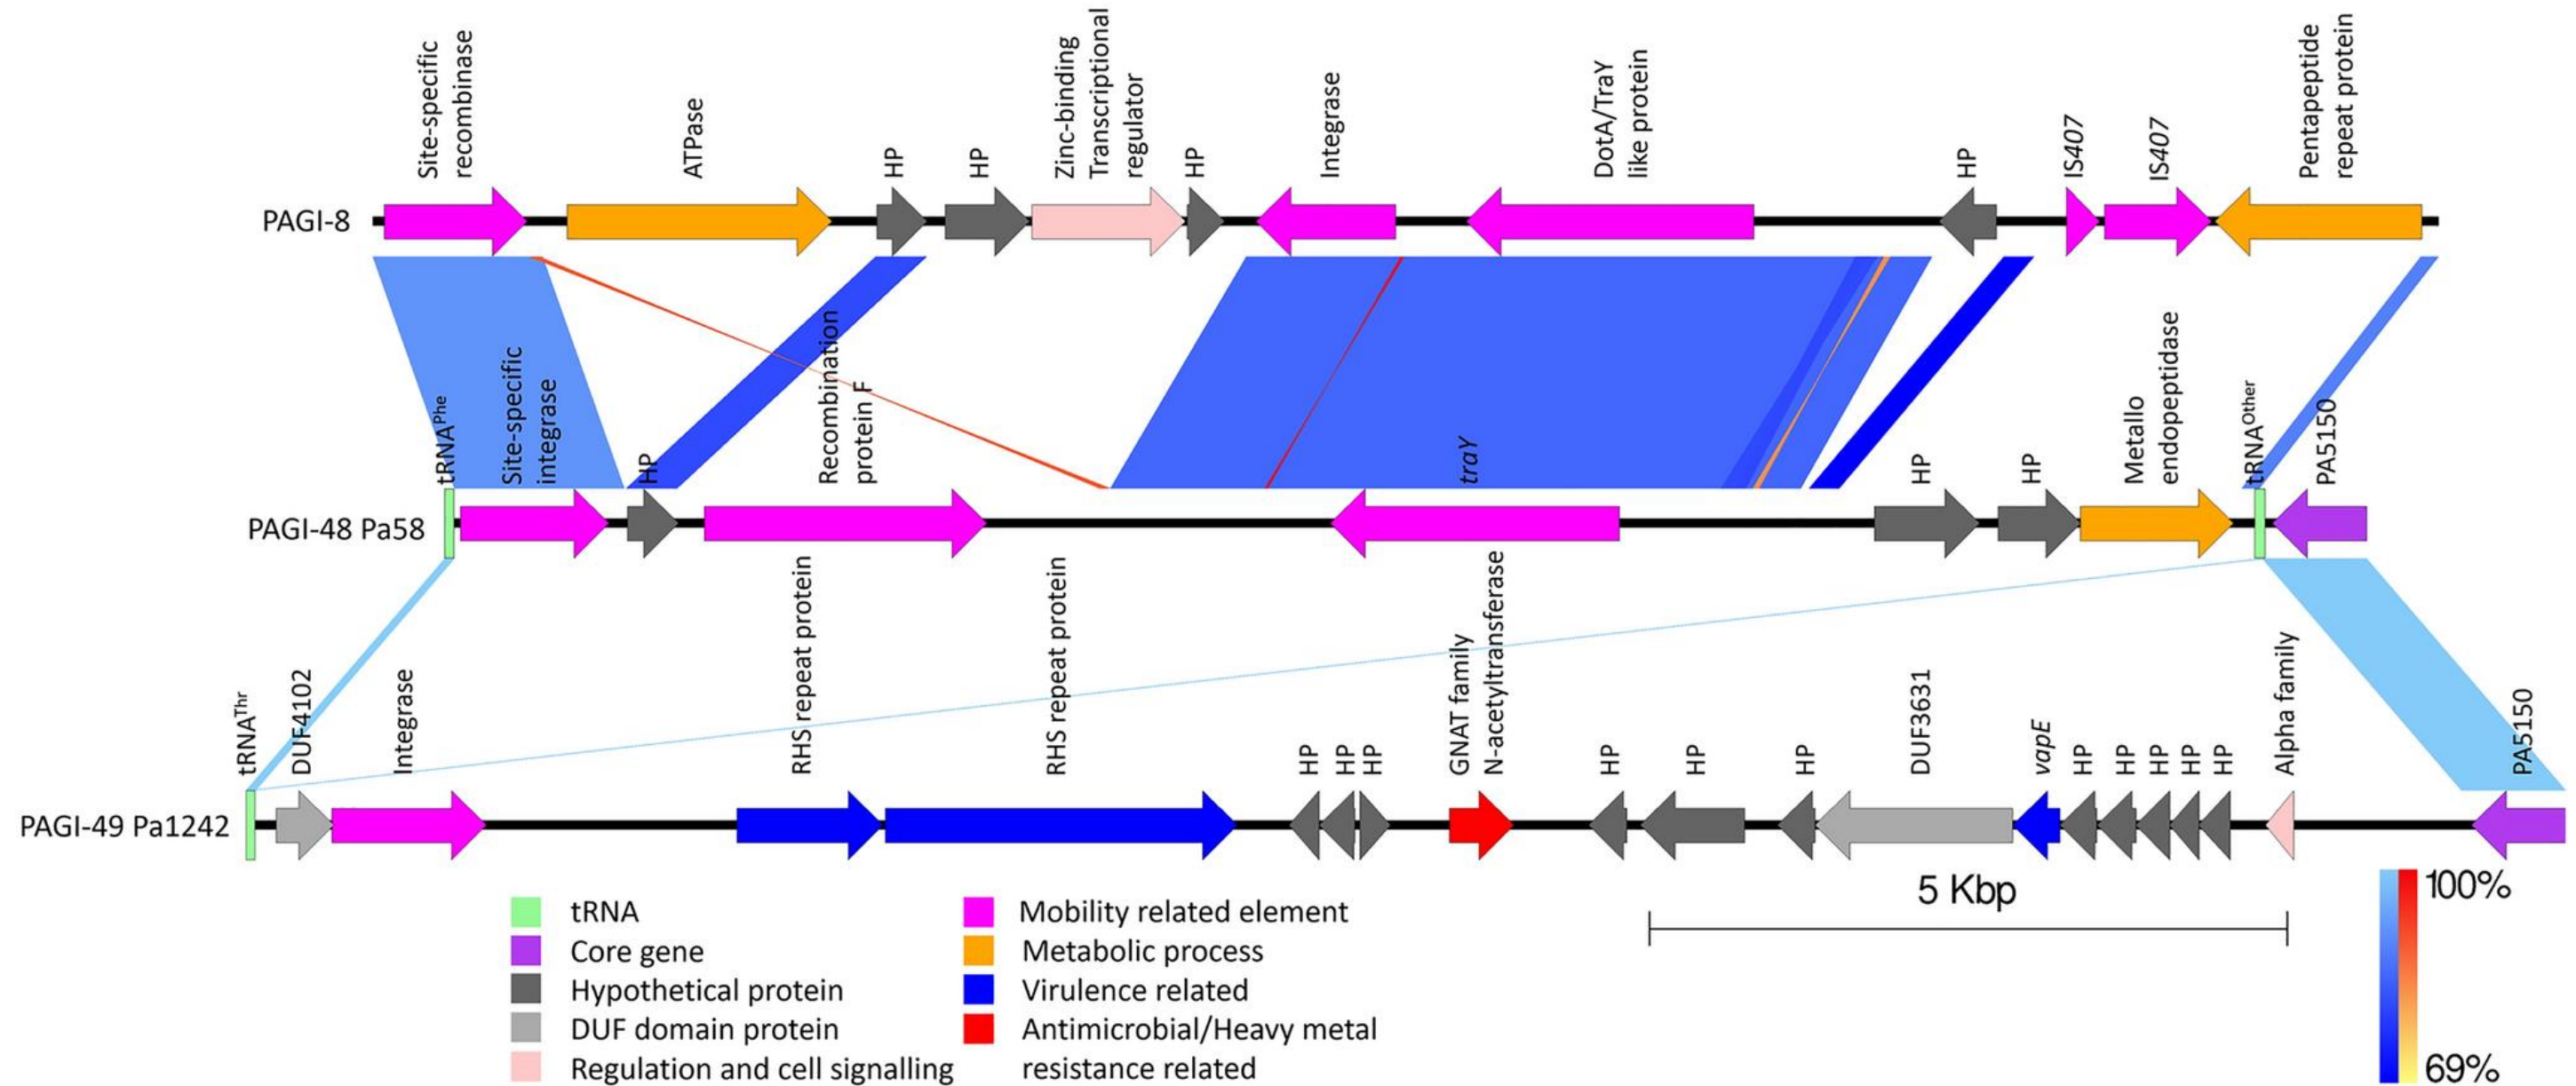 Site-specific
recombinase
ATPase
HP
HP
Zinc-binding
Transcriptional
regulator
HP
Integrase
DotA/TraY
like protein
HP
IS407
IS407
Pentapeptide
repeat protein
PAGI-8
tRNAPhe
Site-specific
integrase
HP
Recombination
protein F
traY
HP
HP
Metallo
endopeptidase
tRNAOther
PA5150
PAGI-48 Pa58
tRNAThr
DUF4102
Integrase
RHS repeat protein
RHS repeat protein
HP
HP
HP
GNAT family
N-acetyltransferase
HP
HP
HP
DUF3631
vapE
HP
HP
HP
HP
HP
Alpha family
PA5150
PAGI-49 Pa1242
tRNA
Core gene
Hypothetical protein
DUF domain protein
Regulation and cell signalling
Mobility related element
Metabolic process
Virulence related
Antimicrobial/Heavy metal
resistance related
5 Kbp
100%
69%